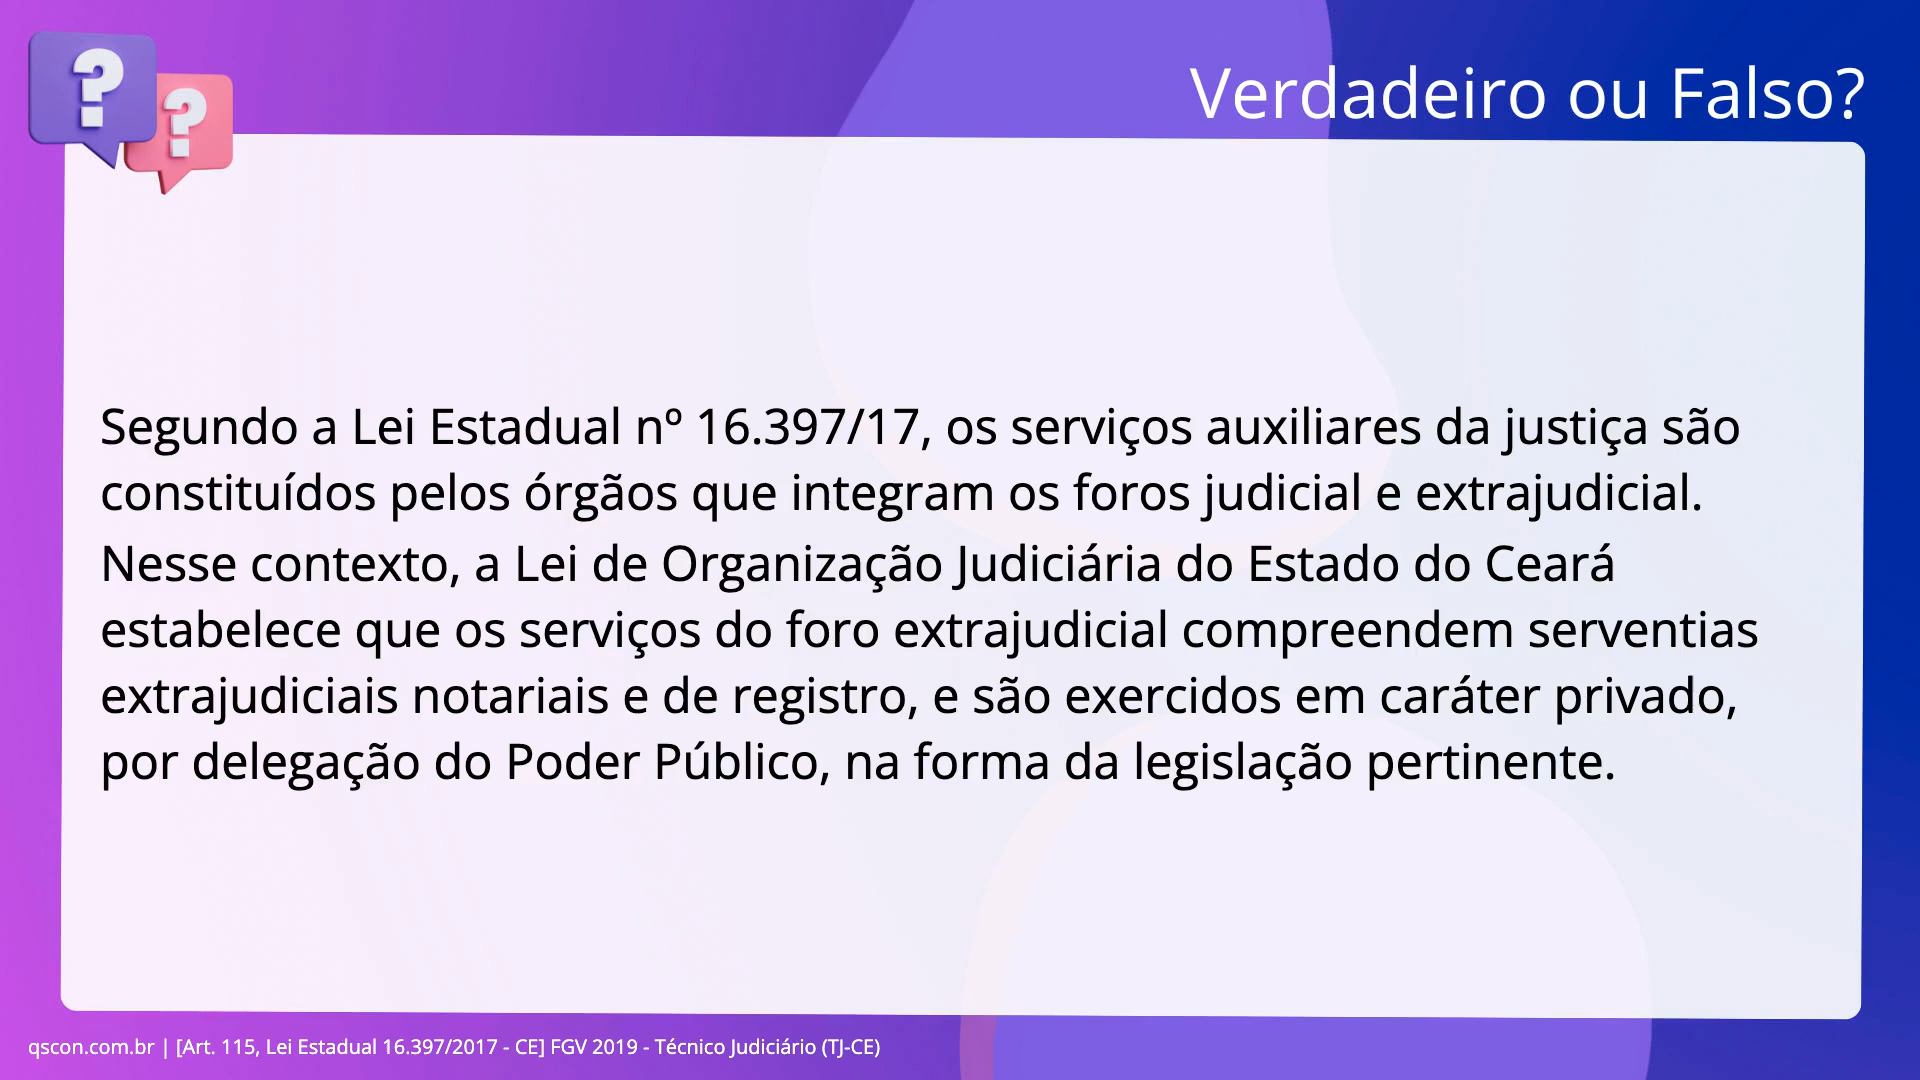 ? ?
Verdadeiro ou Falso?
Segundo a Lei Estadual nº 16.397/17, os serviços auxiliares da justiça são
constituídos pelos órgãos que integram os foros judicial e extrajudicial.
Nesse contexto, a Lei de Organização Judiciária do Estado do Ceará
estabelece que os serviços do foro extrajudicial compreendem serventias
extrajudiciais notariais e de registro, e são exercidos em caráter privado,
por delegação do Poder Público, na forma da legislação pertinente.
qscon.com.br | [Art. 115, Lei Estadual 16.397/2017 - CE] FGV 2019 - Técnico Judiciário (TJ-CE)